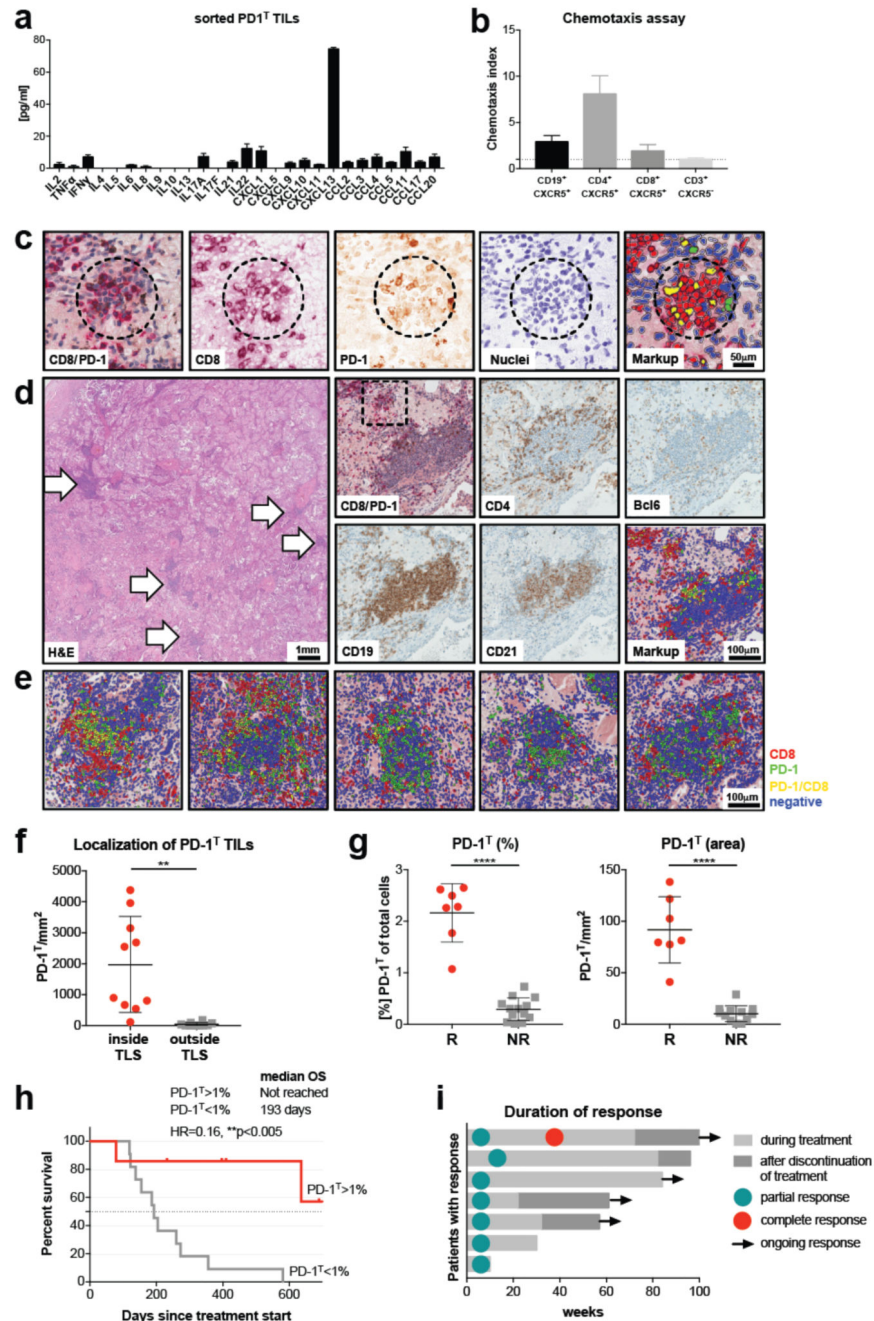 a
sorted PD1ᵀ TILs
[pg/ml]
80
60
40
20
0
IL2
TNFα
IFNγ
IL4
IL5
IL6
IL8
IL9
IL10
IL13
IL17A
IL17F
IL21
IL22
CXCL1
CXCL5
CXCL9
CXCL10
CXCL11
CXCL13
CCL2
CCL3
CCL4
CCL5
CCL11
CCL17
CCL20
b
Chemotaxis assay
Chemotaxis index
15
10
5
0
CD19⁺ CXCR5⁺
CD4⁺ CXCR5⁺
CD8⁺ CXCR5⁺
CD3⁺ CXCR5⁻
c
CD8/PD-1
CD8
PD-1
Nuclei
Markup
50μm
d
H&E
1mm
CD8/PD-1
CD4
Bcl6
CD19
CD21
Markup
100μm
e
100μm
CD8
PD-1
PD-1/CD8
negative
f
Localization of PD-1ᵀ TILs
**
PD-1ᵀ/mm²
5000
4000
3000
2000
1000
0
inside TLS
outside TLS
g
PD-1ᵀ (%)
****
[%] PD-1ᵀ of total cells
3
2
1
0
R
NR
PD-1ᵀ (area)
****
PD-1ᵀ/mm²
150
100
50
0
R
NR
h
median OS
PD-1ᵀ>1% Not reached
PD-1ᵀ<1% 193 days
HR=0.16, **p<0.005
Percent survival
100
80
60
40
20
0
PD-1ᵀ>1%
PD-1ᵀ<1%
0 200 400 600
Days since treatment start
i
Duration of response
Patients with response
0 20 40 60 80 100
weeks
during treatment
after discontinuation
of treatment
partial response
complete response
ongoing response